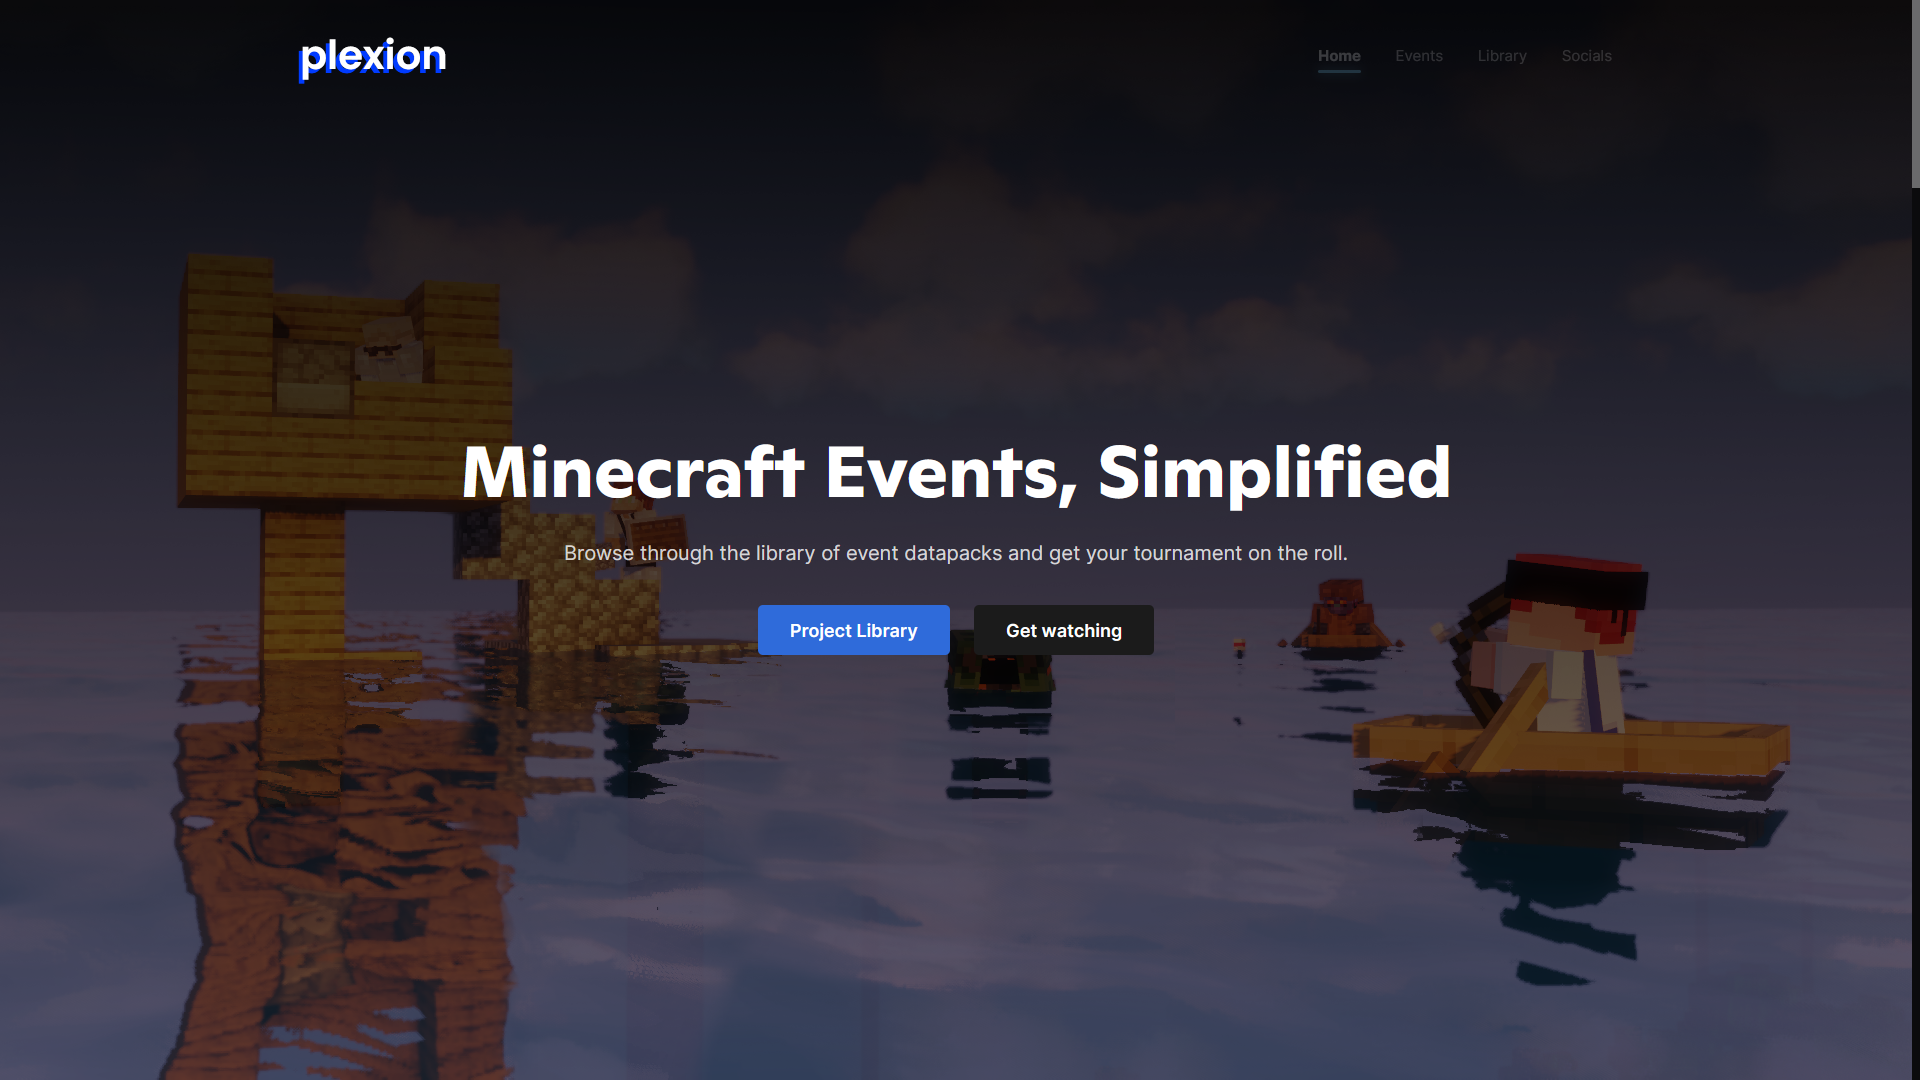 plexion
Home Events Library Socials
Minecraft Events, Simplified
Browse through the library of event datapacks and get your tournament on the roll.
Project Library Get watching